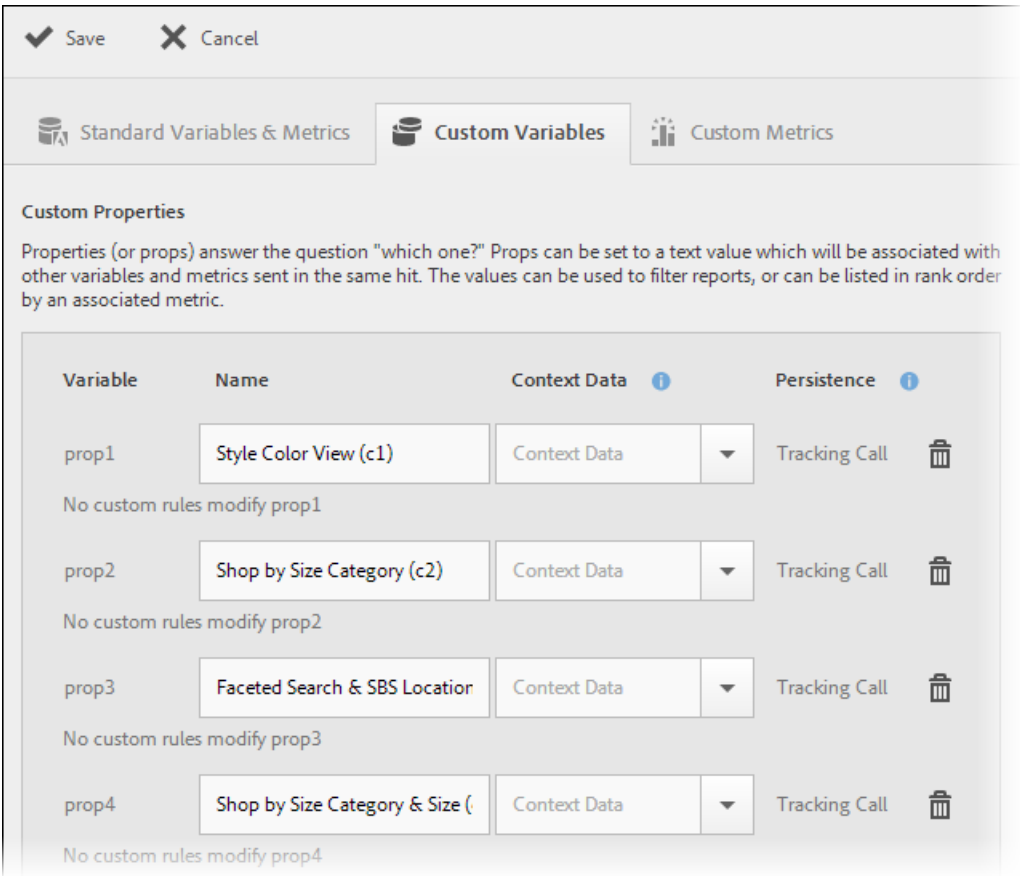 Save Cancel
Standard Variables & Metrics Custom Variables Custom Metrics
Custom Properties
Properties (or props) answer the question "which one?" Props can be set to a text value which will be associated with
other variables and metrics sent in the same hit. The values can be used to filter reports, or can be listed in rank order
by an associated metric.
Variable Name Context Data Persistence
prop1 Style Color View (c1) Context Data Tracking Call
No custom rules modify prop1
prop2 Shop by Size Category (c2) Context Data Tracking Call
No custom rules modify prop2
prop3 Faceted Search & SBS Location Context Data Tracking Call
No custom rules modify prop3
prop4 Shop by Size Category & Size ( Context Data Tracking Call
No custom rules modify prop4